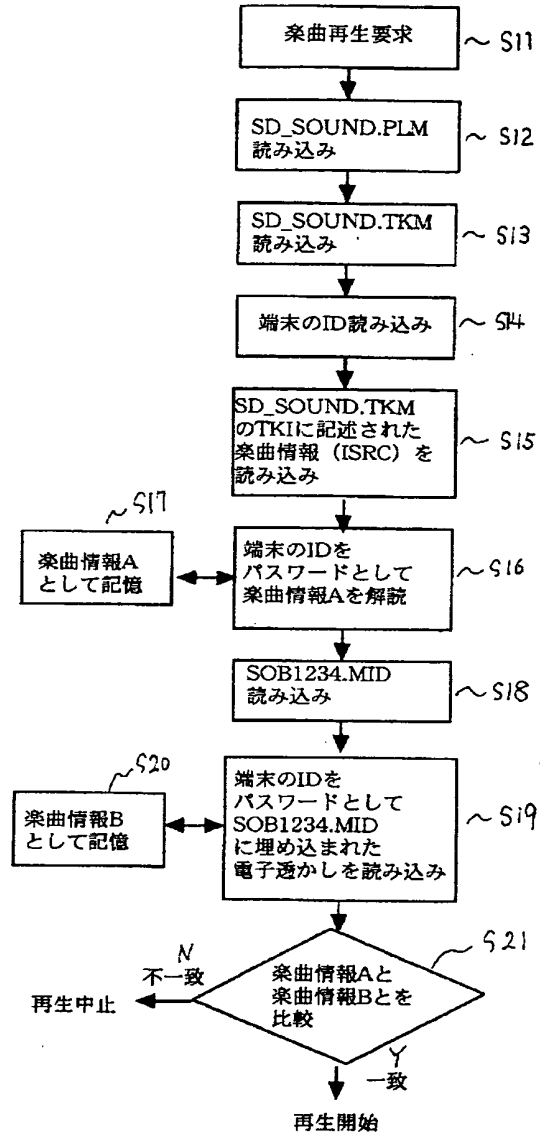 楽曲再生要求
~ S11
SD_SOUND.PLM
読み込み
~ S12
SD_SOUND.TKM
読み込み
~ S13
端末のID読み込み
~ S14
SD_SOUND.TKM
のTKIに記述された
楽曲情報（ISRC）を
読み込み
~ S15
~ S17
楽曲情報A
として記憶
端末のIDを
パスワードとして
楽曲情報Aを解読
~ S16
SOB1234.MID
読み込み
~ S18
~ S20
楽曲情報B
として記憶
端末のIDを
パスワードとして
SOB1234.MID
に埋め込まれた
電子透かしを読み込み
~ S19
~ S21
楽曲情報Aと
楽曲情報Bとを
比較
N
不一致
再生中止
Y
一致
再生開始